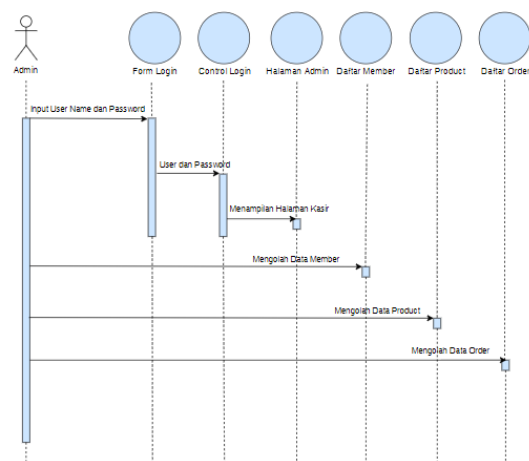 Admin
Form Login
Control Login
Halaman Admin
Daftar Member
Daftar Product
Daftar Order
Input User Name dan Password
User dan Password
Menampilan Halaman Kasir
Mengolah Data Member
Mengolah Data Product
Mengolah Data Order